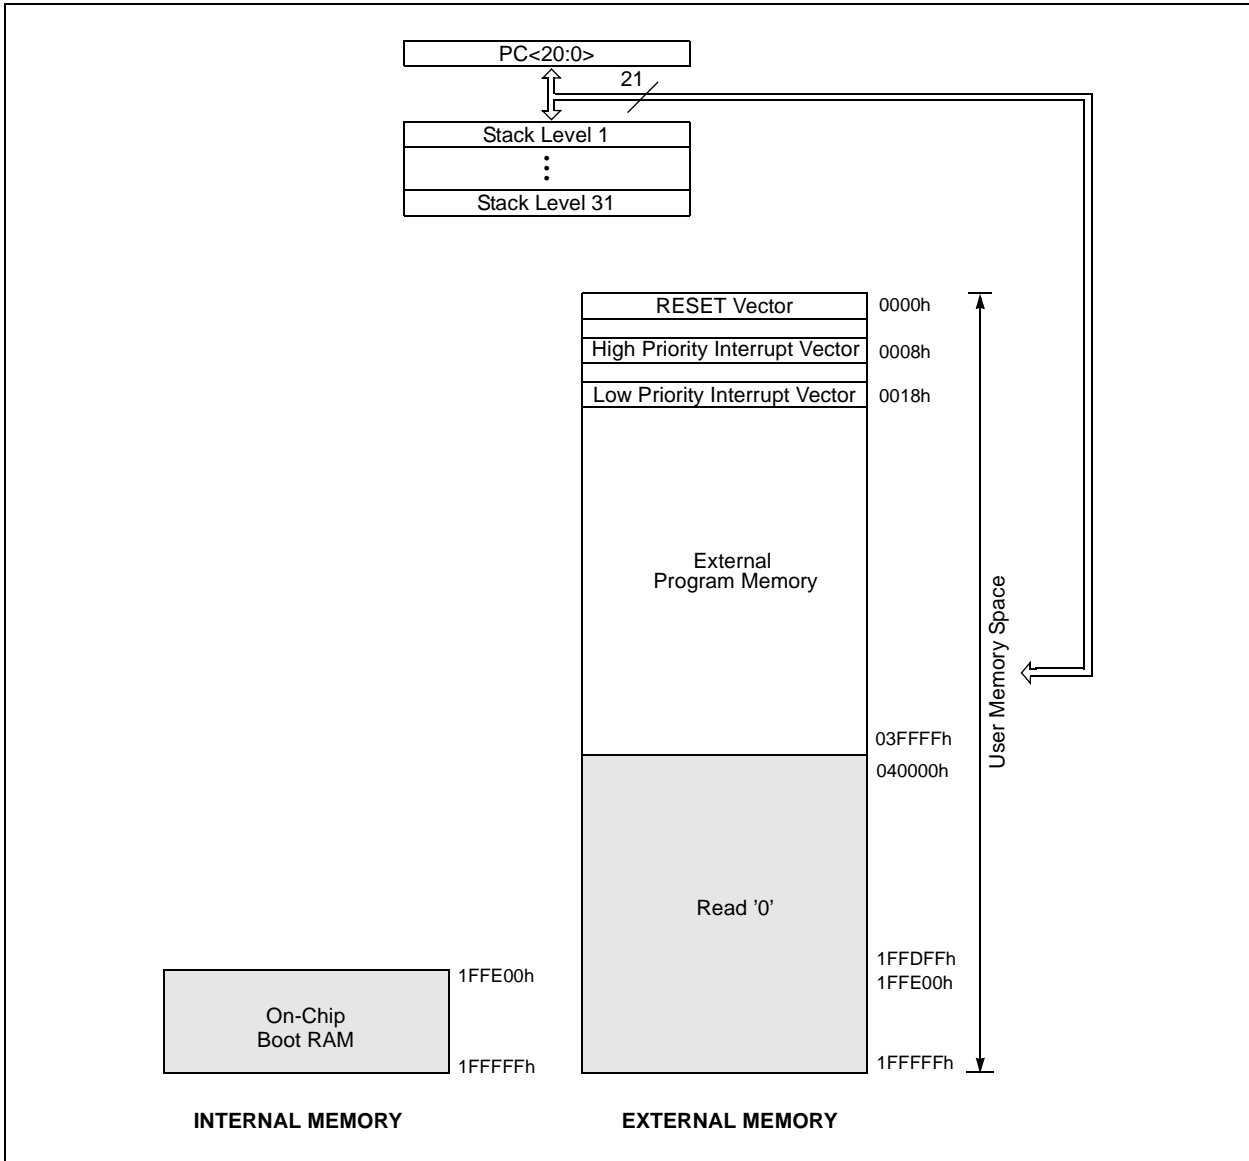 PC<20:0>
21
Stack Level 1
Stack Level 31
RESET Vector
0000h
High Priority Interrupt Vector
0008h
Low Priority Interrupt Vector
0018h
External
Program Memory
User Memory Space
03FFFFh
040000h
Read '0'
1FFDFFh
1FFE00h
1FFFFFh
1FFE00h
On-Chip
Boot RAM
1FFFFFh
INTERNAL MEMORY
EXTERNAL MEMORY